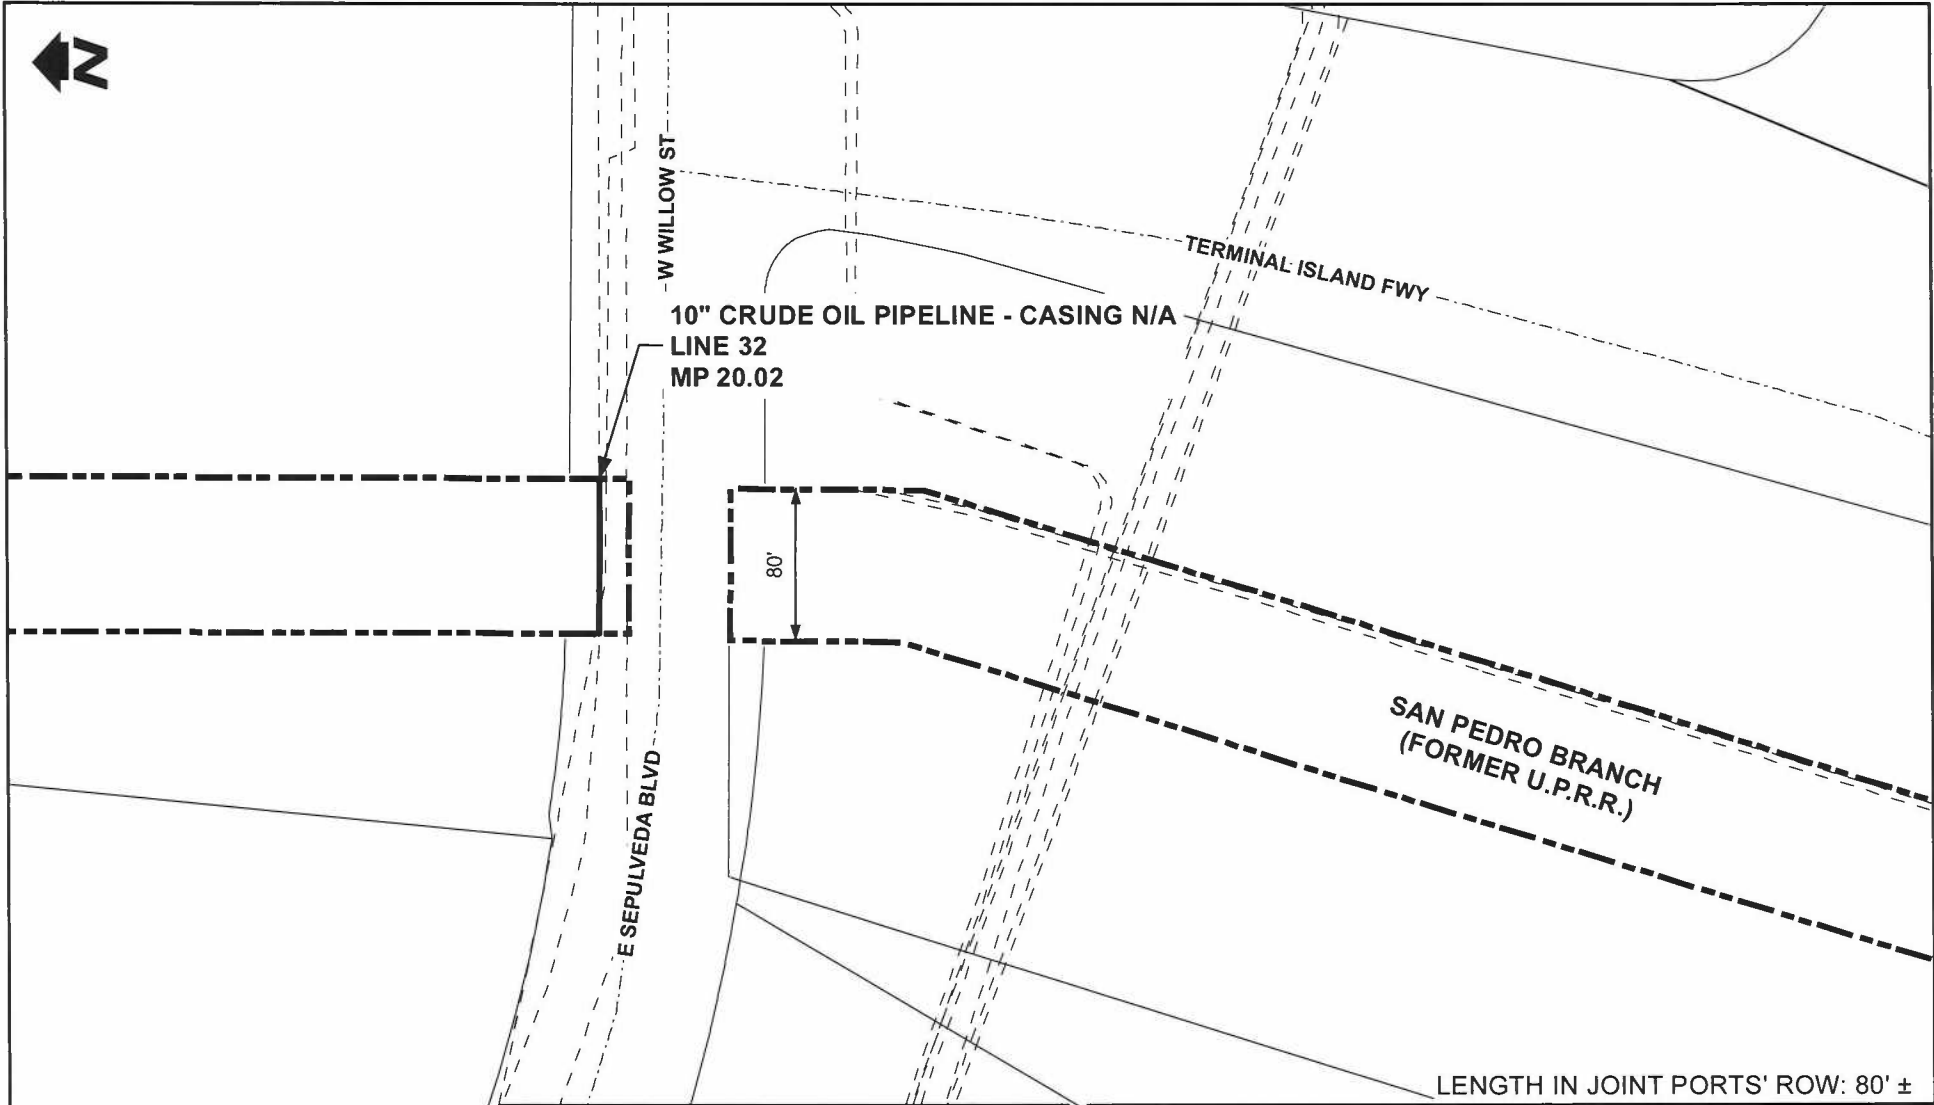 N
W WILLOW ST
TERMINAL ISLAND FWY
10" CRUDE OIL PIPELINE - CASING N/A
LINE 32
MP 20.02
80'
SAN PEDRO BRANCH
(FORMER U.P.R.R.)
E SEPULVEDA BLVD
LENGTH IN JOINT PORTS' ROW: 80' ±